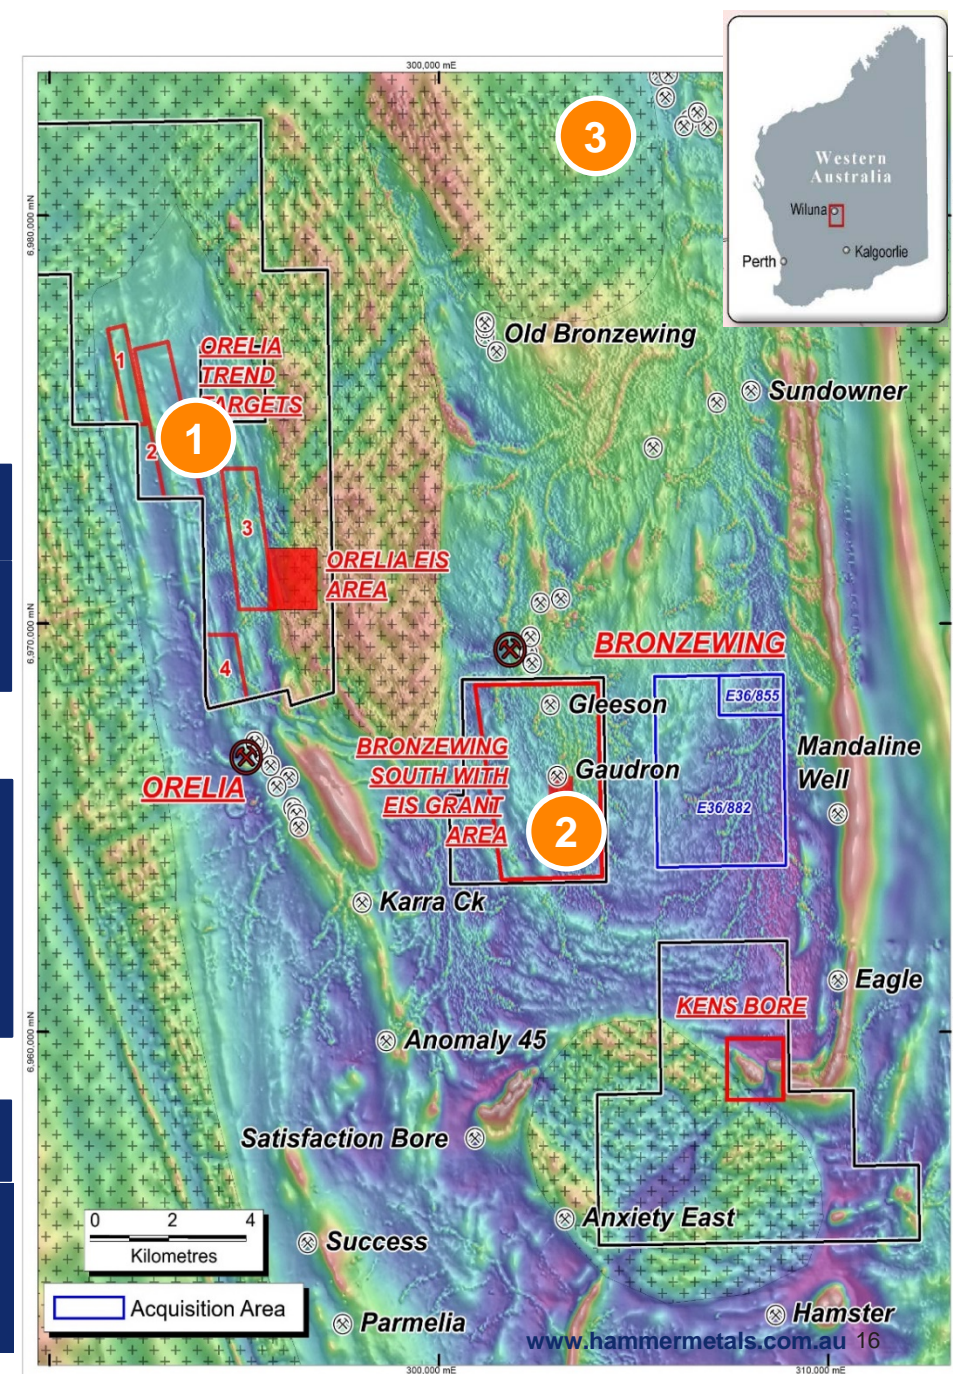 300,000 mE
Western
Australia
Wiluna
Perth
Kalgoorlie
3
6,980,000 mN
Old Bronzewing
ORELIA
TREND
TARGETS
1
1
2
Sundowner
3
ORELIA EIS
AREA
6,970,000 mN
4
BRONZEWING
E36/855
Gleeson
BRONZEWING
SOUTH WITH
EIS GRANT
AREA
Gaudron
Mandaline
Well
ORELIA
E36/882
2
Karra Ck
Eagle
KENS BORE
6,960,000 mN
Anomaly 45
Satisfaction Bore
Anxiety East
0 2 4
Kilometres
Success
Acquisition Area
Parmelia
Hamster
www.hammermetals.com.au 16
300,000 mE
310,000 mE